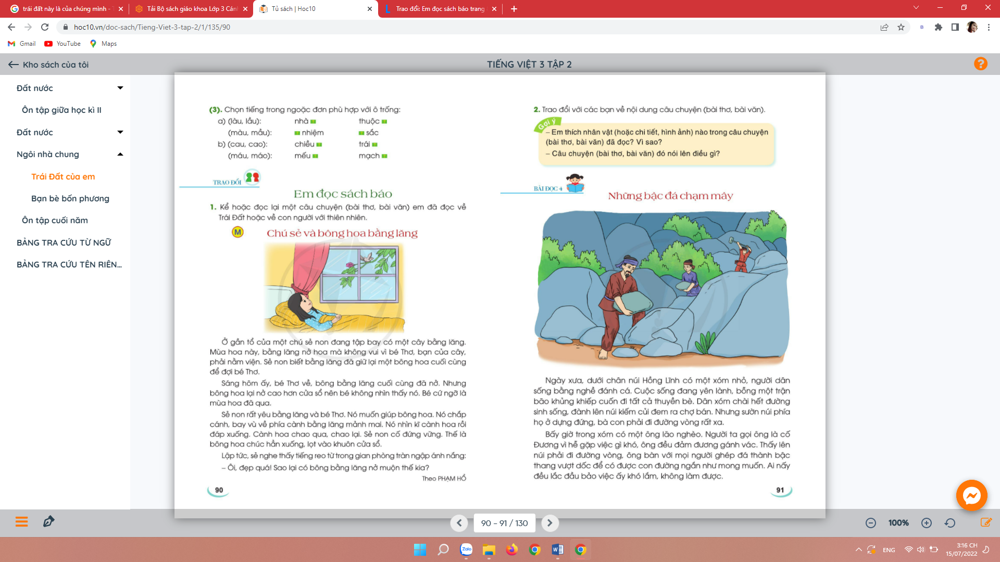 trái đất này là của chúng mình - T
Tải Bộ sách giáo khoa Lớp 3 Cánh
Tủ sách | Hoc10
Trao đổi: Em đọc sách báo trang
hoc10.vn/doc-sach/Tieng-Viet-3-tap-2/1/135/90
Gmail
YouTube
Maps
Kho sách của tôi
TIẾNG VIỆT 3 TẬP 2
?
Đất nước
Ôn tập giữa học kì II
Đất nước
Ngôi nhà chung
Trái Đất của em
Bạn bè bốn phương
Ôn tập cuối năm
BẢNG TRA CỨU TỪ NGỮ
BẢNG TRA CỨU TÊN RIÊN...
(3). Chọn tiếng trong ngoặc đơn phù hợp với ô trống:
a) (làu, lầu): nhà ? thuộc ?
(màu, mầu): ? nhiệm ? sắc
b) (cau, cao): chiều ? trái ?
(máu, máo): mếu ? mạch ?
TRAO ĐỔI
Em đọc sách báo
1. Kể hoặc đọc lại một câu chuyện (bài thơ, bài văn) em đã đọc về
Trái Đất hoặc về con người với thiên nhiên.
M
Chú sẻ và bông hoa bằng lăng
Ở gần tổ của một chú sẻ non đang tập bay có một cây bằng lăng.
Mùa hoa này, bằng lăng nở hoa mà không vui vì bé Thơ, bạn của cây,
phải nằm viện. Sẻ non biết bằng lăng đã giữ lại một bông hoa cuối cùng
để đợi bé Thơ.
Sáng hôm ấy, bé Thơ về, bông bằng lăng cuối cùng đã nở. Nhưng
bông hoa lại nở cao hơn cửa sổ nên bé không nhìn thấy nó. Bé cứ ngỡ là
mùa hoa đã qua.
Sẻ non rất yêu bằng lăng và bé Thơ. Nó muốn giúp bông hoa. Nó chắp
cánh, bay vù về phía cành bằng lăng mảnh mai. Nó nhìn kĩ cành hoa rồi
đáp xuống. Cành hoa chao qua, chao lại. Sẻ non cố đứng vững. Thế là
bông hoa chúc hẳn xuống, lọt vào khuôn cửa sổ.
Lập tức, sẻ nghe thấy tiếng reo từ trong gian phòng tràn ngập ánh nắng:
– Ôi, đẹp quá! Sao lại có bông bằng lăng nở muộn thế kia?
Theo PHẠM HỔ
90
2. Trao đổi với các bạn về nội dung câu chuyện (bài thơ, bài văn).
Gợi ý
– Em thích nhân vật (hoặc chi tiết, hình ảnh) nào trong câu chuyện
(bài thơ, bài văn) đã đọc? Vì sao?
– Câu chuyện (bài thơ, bài văn) đó nói lên điều gì?
BÀI ĐỌC 4
Những bậc đá chạm mây
Ngày xưa, dưới chân núi Hồng Lĩnh có một xóm nhỏ, người dân
sống bằng nghề đánh cá. Cuộc sống đang yên lành, bỗng một trận
bão khủng khiếp cuốn đi tất cả thuyền bè. Dân xóm chài hết đường
sinh sống, đành lên núi kiếm củi đem ra chợ bán. Nhưng sườn núi phía
họ ở dựng đứng, bà con phải đi đường vòng rất xa.
Bấy giờ trong xóm có một ông lão nghèo. Người ta gọi ông là cố
Đương vì hễ gặp việc gì khó, ông đều đảm đương gánh vác. Thấy lên
núi phải đi đường vòng, ông bàn với mọi người ghép đá thành bậc
thang vượt dốc để có được con đường ngắn như mong muốn. Ai nấy
đều lắc đầu bảo việc ấy khó lắm, không làm được.
91
90 - 91 / 130
100%
Zalo
ENG
3:16 CH
15/07/2022